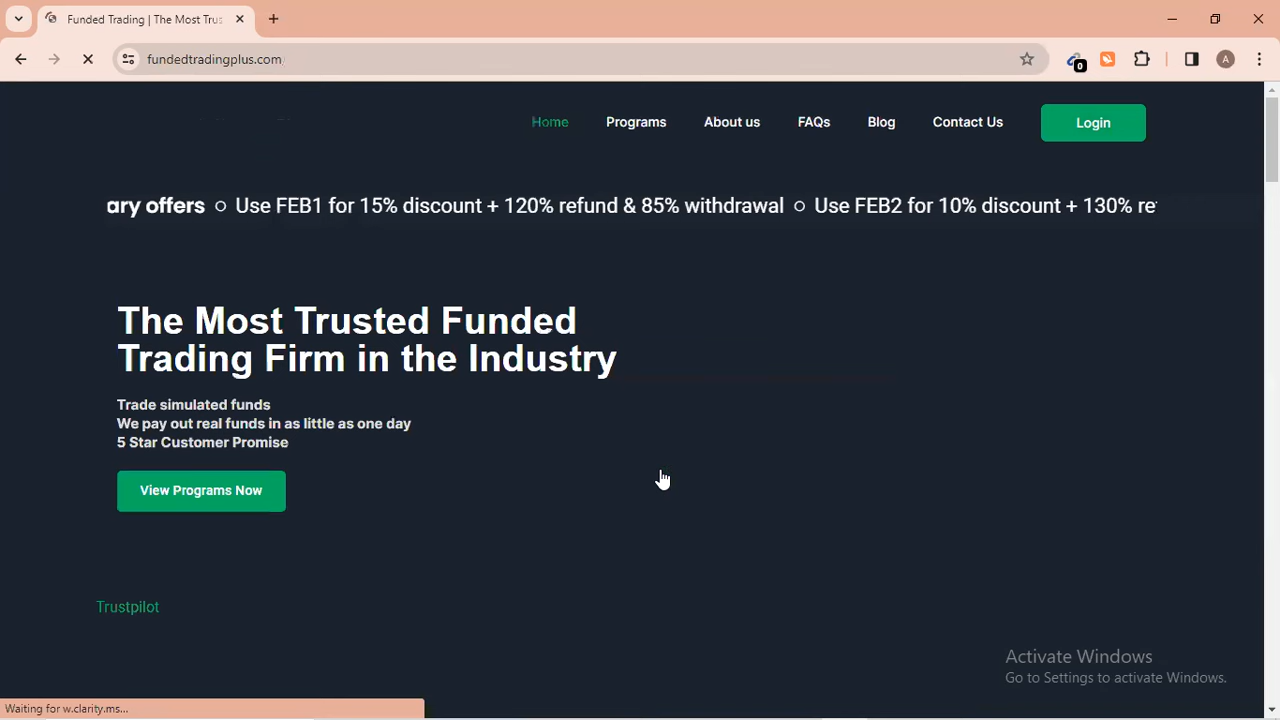 Funded Trading | The Most Trus
fundedtradingplus.com
0
A
Home
Programs
About us
FAQs
Blog
Contact Us
Login
ary offers
Use FEB1 for 15% discount + 120% refund & 85% withdrawal
Use FEB2 for 10% discount + 130% re
The Most Trusted Funded
Trading Firm in the Industry
Trade simulated funds
We pay out real funds in as little as one day
5 Star Customer Promise
View Programs Now
Trustpilot
Activate Windows
Go to Settings to activate Windows.
Waiting for w.clarity.ms...